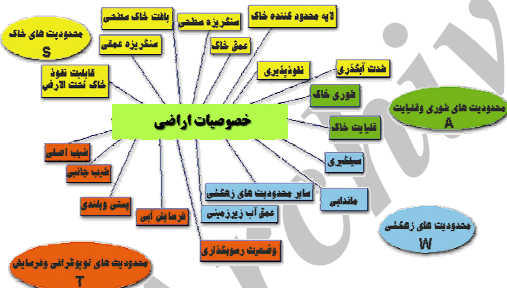 لایه محدود کننده خاک
سنگریزه سطحی
بافت خاک سطحی
محدودیت های خاک
S
عمق خاک
سنگریزه عمقی
شدت آبگذری
نفوذپذیری
قابلیت نفوذ
خاک تحت الارض
شوری خاک
محدودیت های شوری وقلیایت
A
خصوصیات اراضی
قلیایت خاک
شیب اصلی
سیلگیری
شیب جانبی
سایر محدودیت های زهکشی
ماندابی
پستی وبلندی
عمق آب زیرزمینی
فرسایش آبی
محدودیت های زهکشی
W
وضعیت رسوبگذاری
محدودیت های توپوگرافی وفرسایش
T